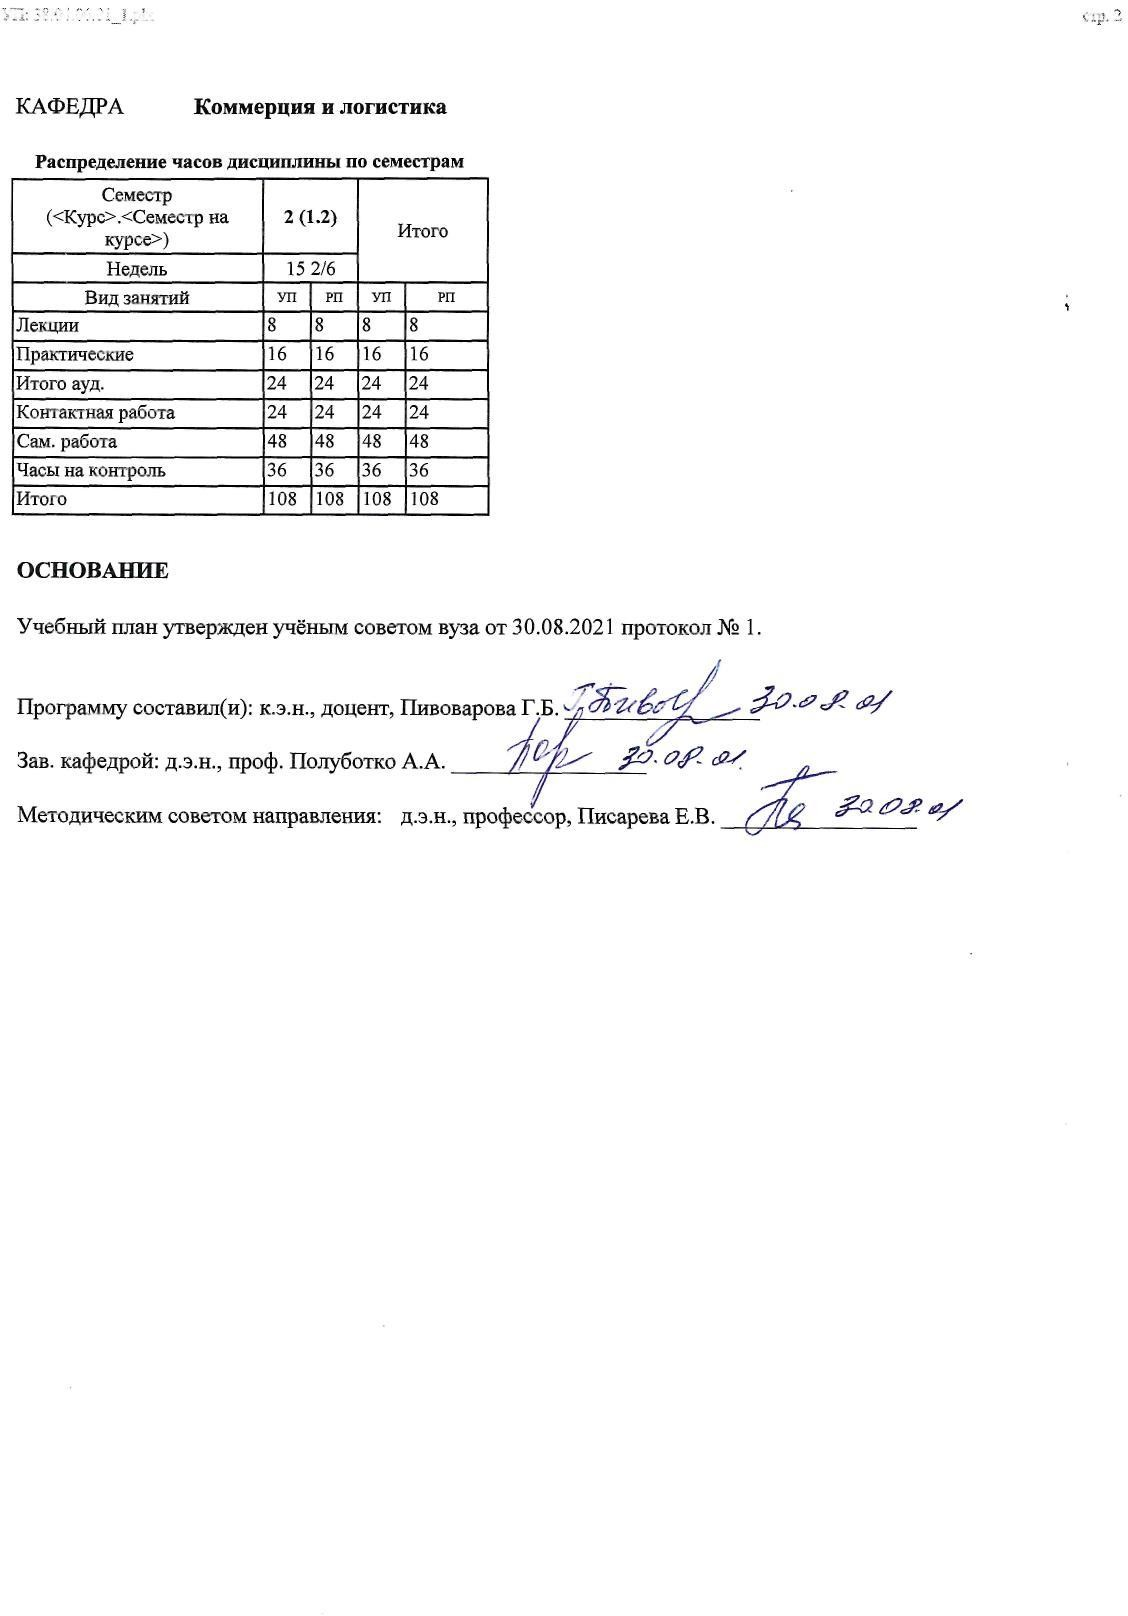 стр. 2
КАФЕДРА Коммерция и логистика
Распределение часов дисциплины по семестрам
Семестр
(<Курс>.<Семестр на
курсе>) 2 (1.2) Итого
Недель 15 2/6
Вид занятий УП РП УП РП
Лекции 8 8 8 8
Практические 16 16 16 16
Итого ауд. 24 24 24 24
Контактная работа 24 24 24 24
Сам. работа 48 48 48 48
Часы на контроль 36 36 36 36
Итого 108 108 108 108
ОСНОВАНИЕ
Учебный план утвержден учёным советом вуза от 30.08.2021 протокол № 1.
Программу составил(и): к.э.н., доцент, Пивоварова Г.Б. 30.08.
Зав. кафедрой: д.э.н., проф. Полуботко А.А. 30.08.
Методическим советом направления: д.э.н., профессор, Писарева Е.В. 30.08.